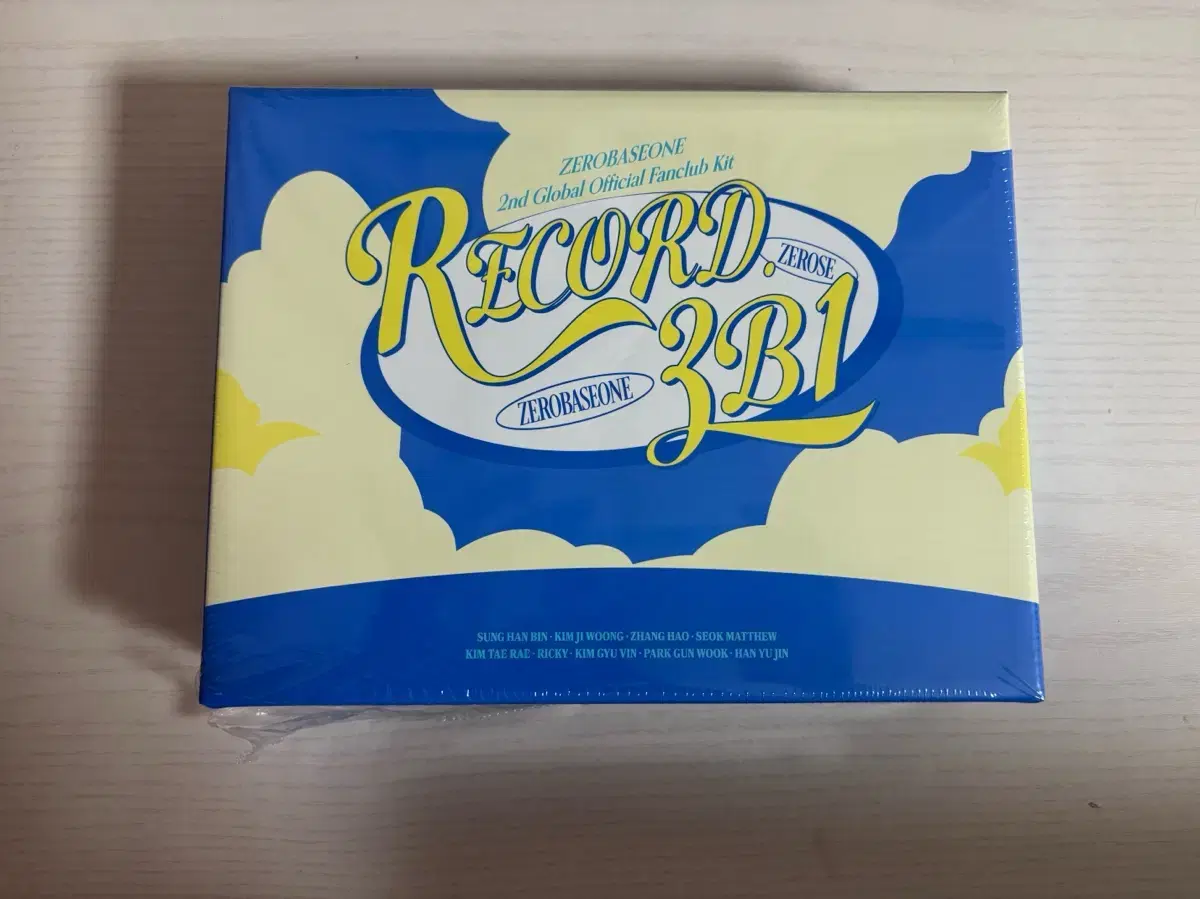 ZEROBASEONE
2nd Global Official Fanclub Kit
RECORD.
ZEROSE
ZB1
ZEROBASEONE
SUNG HAN BIN · KIM JI WOONG · ZHANG HAO · SEOK MATTHEW
KIM TAE RAE · RICKY · KIM GYU VIN · PARK GUN WOOK · HAN YU JIN